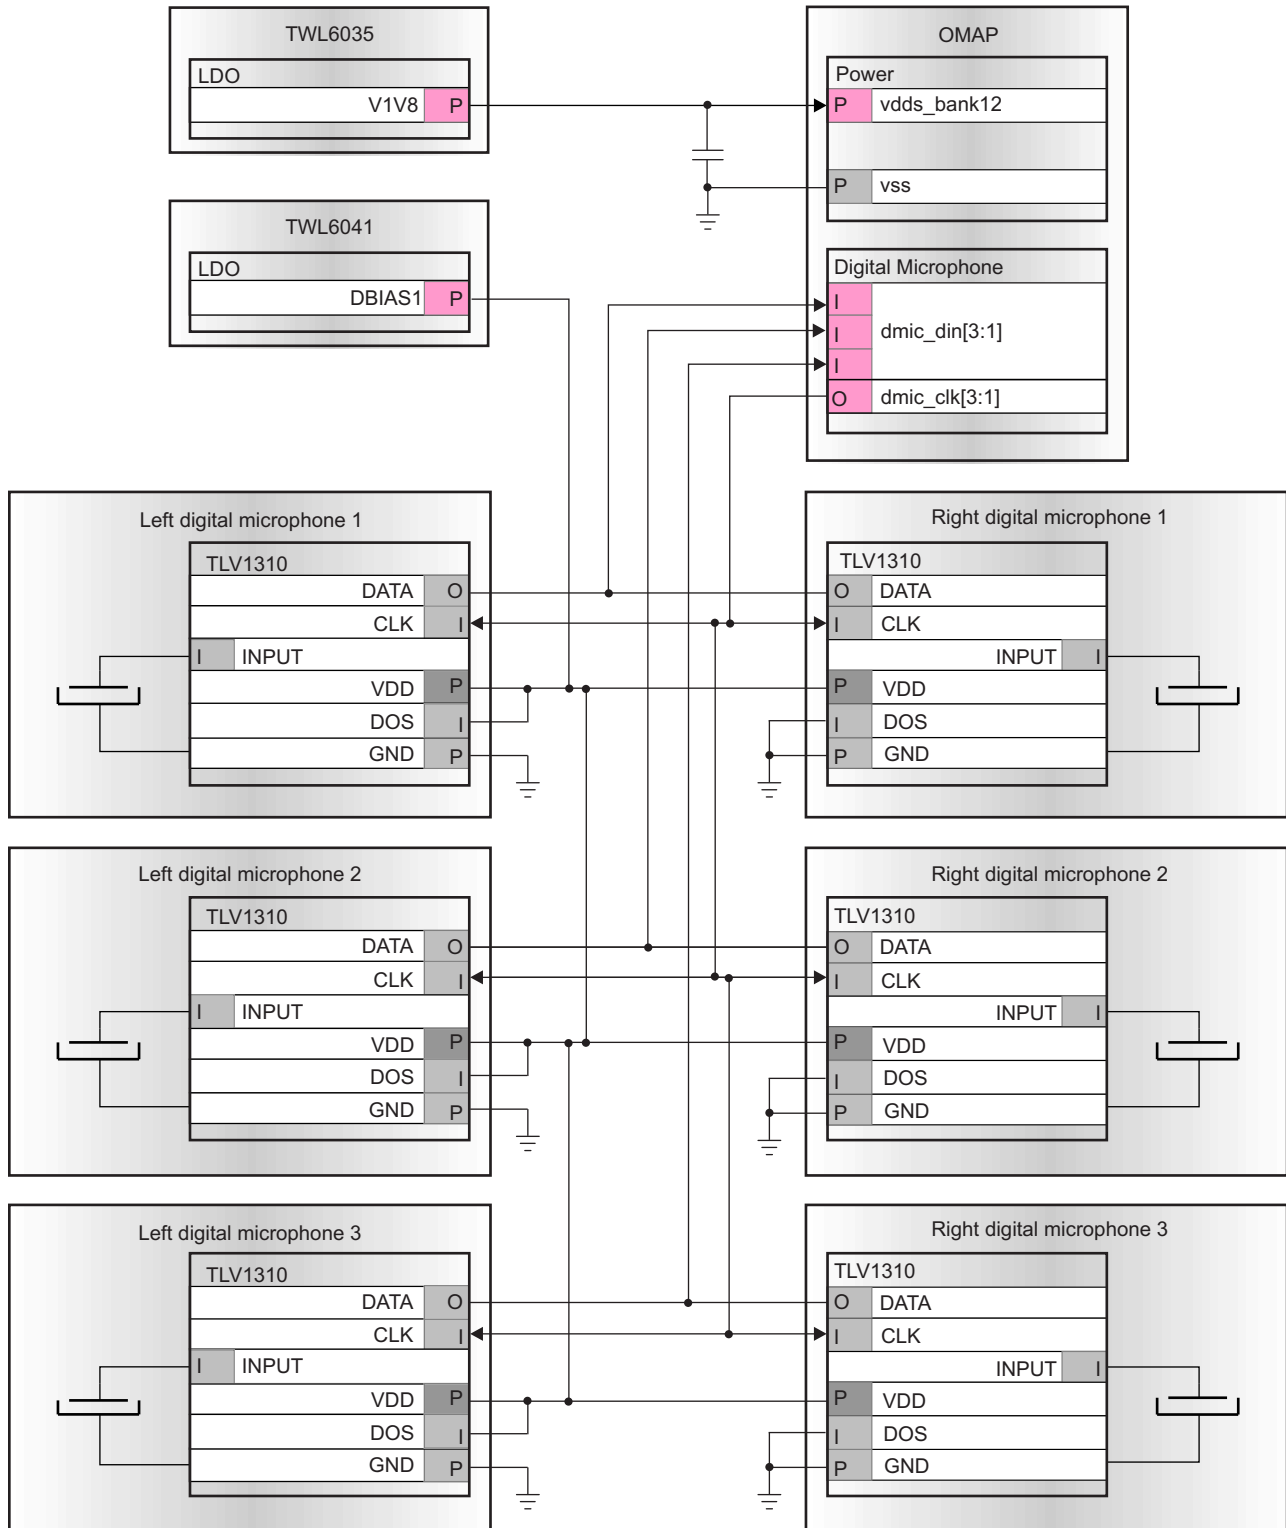 TWL6035
LDO
V1V8 P
OMAP
Power
P vdds_bank12
P vss
TWL6041
LDO
DBIAS1 P
Digital Microphone
I
I dmic_din[3:1]
I
O dmic_clk[3:1]
Left digital microphone 1
TLV1310
DATA O
CLK I
I INPUT
VDD P
DOS I
GND P
Right digital microphone 1
TLV1310
O DATA
I CLK
INPUT I
P VDD
I DOS
P GND
Left digital microphone 2
TLV1310
DATA O
CLK I
I INPUT
VDD P
DOS I
GND P
Right digital microphone 2
TLV1310
O DATA
I CLK
INPUT I
P VDD
I DOS
P GND
Left digital microphone 3
TLV1310
DATA O
CLK I
I INPUT
VDD P
DOS I
GND P
Right digital microphone 3
TLV1310
O DATA
I CLK
INPUT I
P VDD
I DOS
P GND